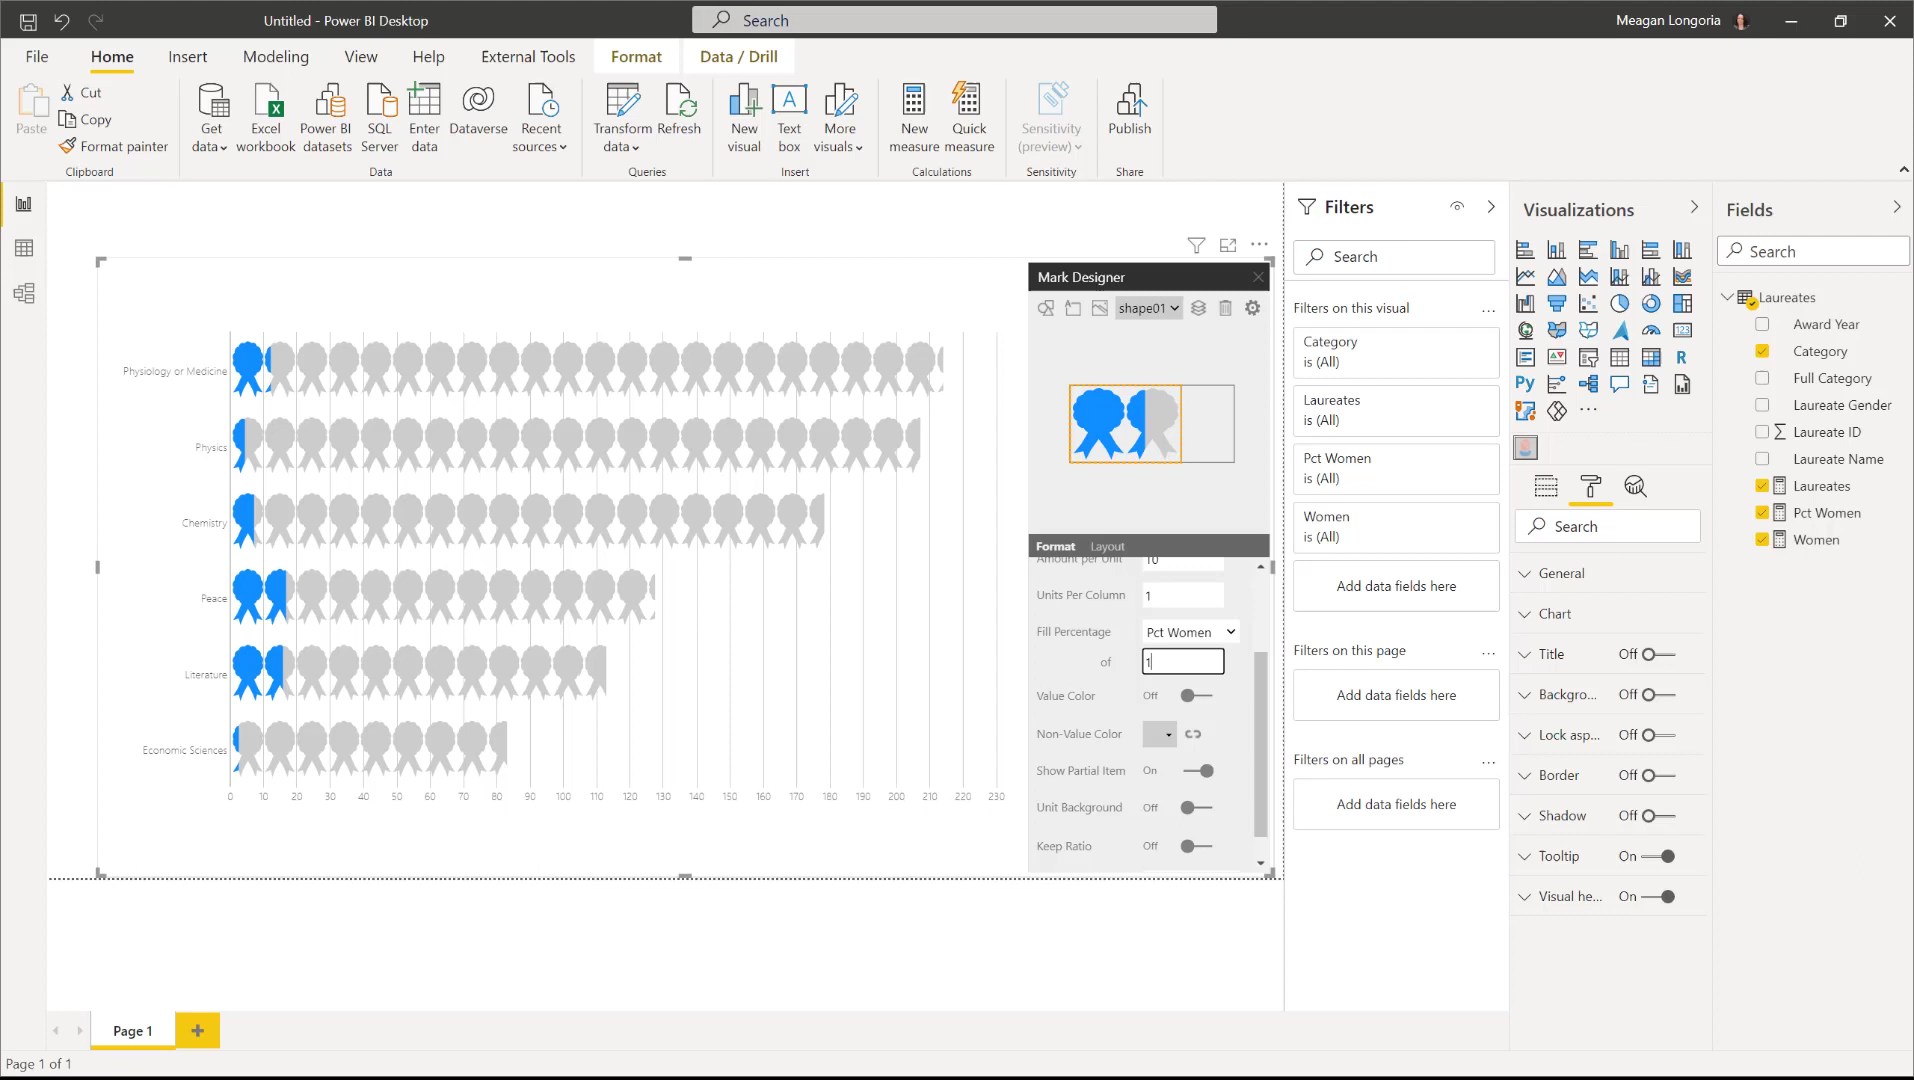 Untitled - Power BI Desktop
Search
Meagan Longoria
File
Home
Insert
Modeling
View
Help
External Tools
Format
Data / Drill
Paste
Cut
Copy
Format painter
Clipboard
Get data
Excel workbook
Power BI datasets
SQL Server
Enter data
Dataverse
Recent sources
Data
Transform data
Refresh
Queries
New visual
Text box
More visuals
Insert
New measure
Quick measure
Calculations
Sensitivity (preview)
Sensitivity
Publish
Share
Physiology or Medicine
Physics
Chemistry
Peace
Literature
Economic Sciences
0 10 20 30 40 50 60 70 80 90 100 110 120 130 140 150 160 170 180 190 200 210 220 230
Mark Designer
shape01
Format
Layout
Amount per Unit
10
Units Per Column
1
Fill Percentage
Pct Women
of
1
Value Color
Off
Non-Value Color
Show Partial Item
On
Unit Background
Off
Keep Ratio
Off
Filters
Search
Filters on this visual
Category
is (All)
Laureates
is (All)
Pct Women
is (All)
Women
is (All)
Add data fields here
Filters on this page
Add data fields here
Filters on all pages
Add data fields here
Visualizations
123
R
Py
Search
General
Chart
Title
Off
Backgro...
Off
Lock asp...
Off
Border
Off
Shadow
Off
Tooltip
On
Visual he...
On
Fields
Search
Laureates
Award Year
Category
Full Category
Laureate Gender
Laureate ID
Laureate Name
Laureates
Pct Women
Women
Page 1
Page 1 of 1